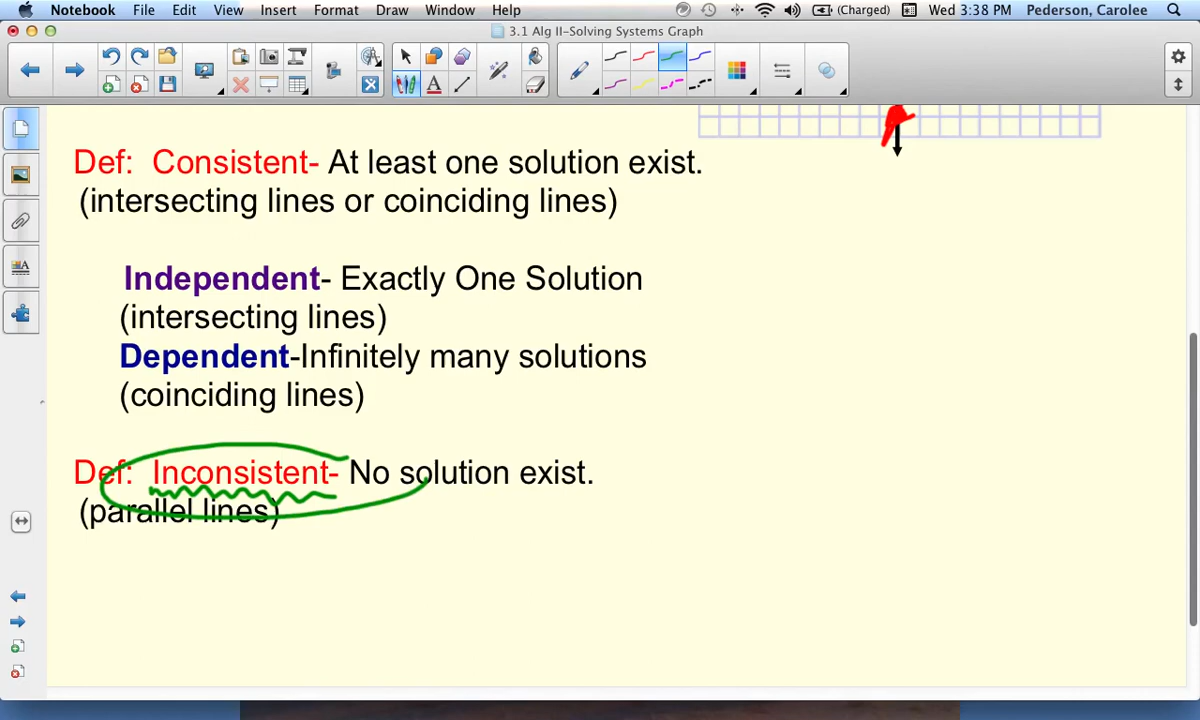 Notebook File Edit View Insert Format Draw Window Help (Charged) Wed 3:38 PM Pederson, Carolee
3.1 Alg II-Solving Systems Graph
Def: Consistent- At least one solution exist.
(intersecting lines or coinciding lines)
Independent- Exactly One Solution
(intersecting lines)
Dependent-Infinitely many solutions
(coinciding lines)
Def: Inconsistent- No solution exist.
(parallel lines)